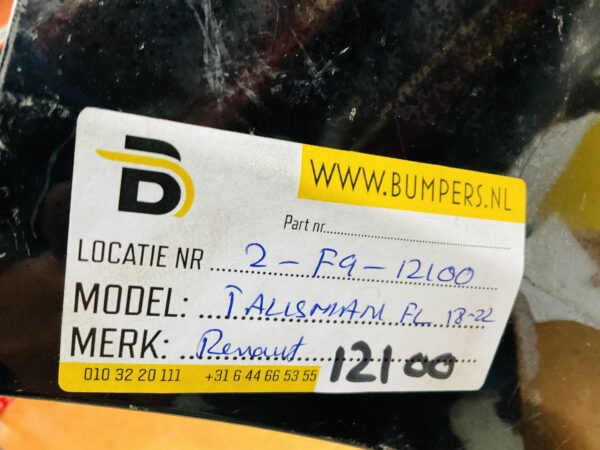 WWW.BUMPERS.NL
Part nr
LOCATIE NR 2-F9-12100
MODEL: TALISMAN FL 18-22
MERK: Renault
010 32 20 111 +31 6 44 66 53 55 12100